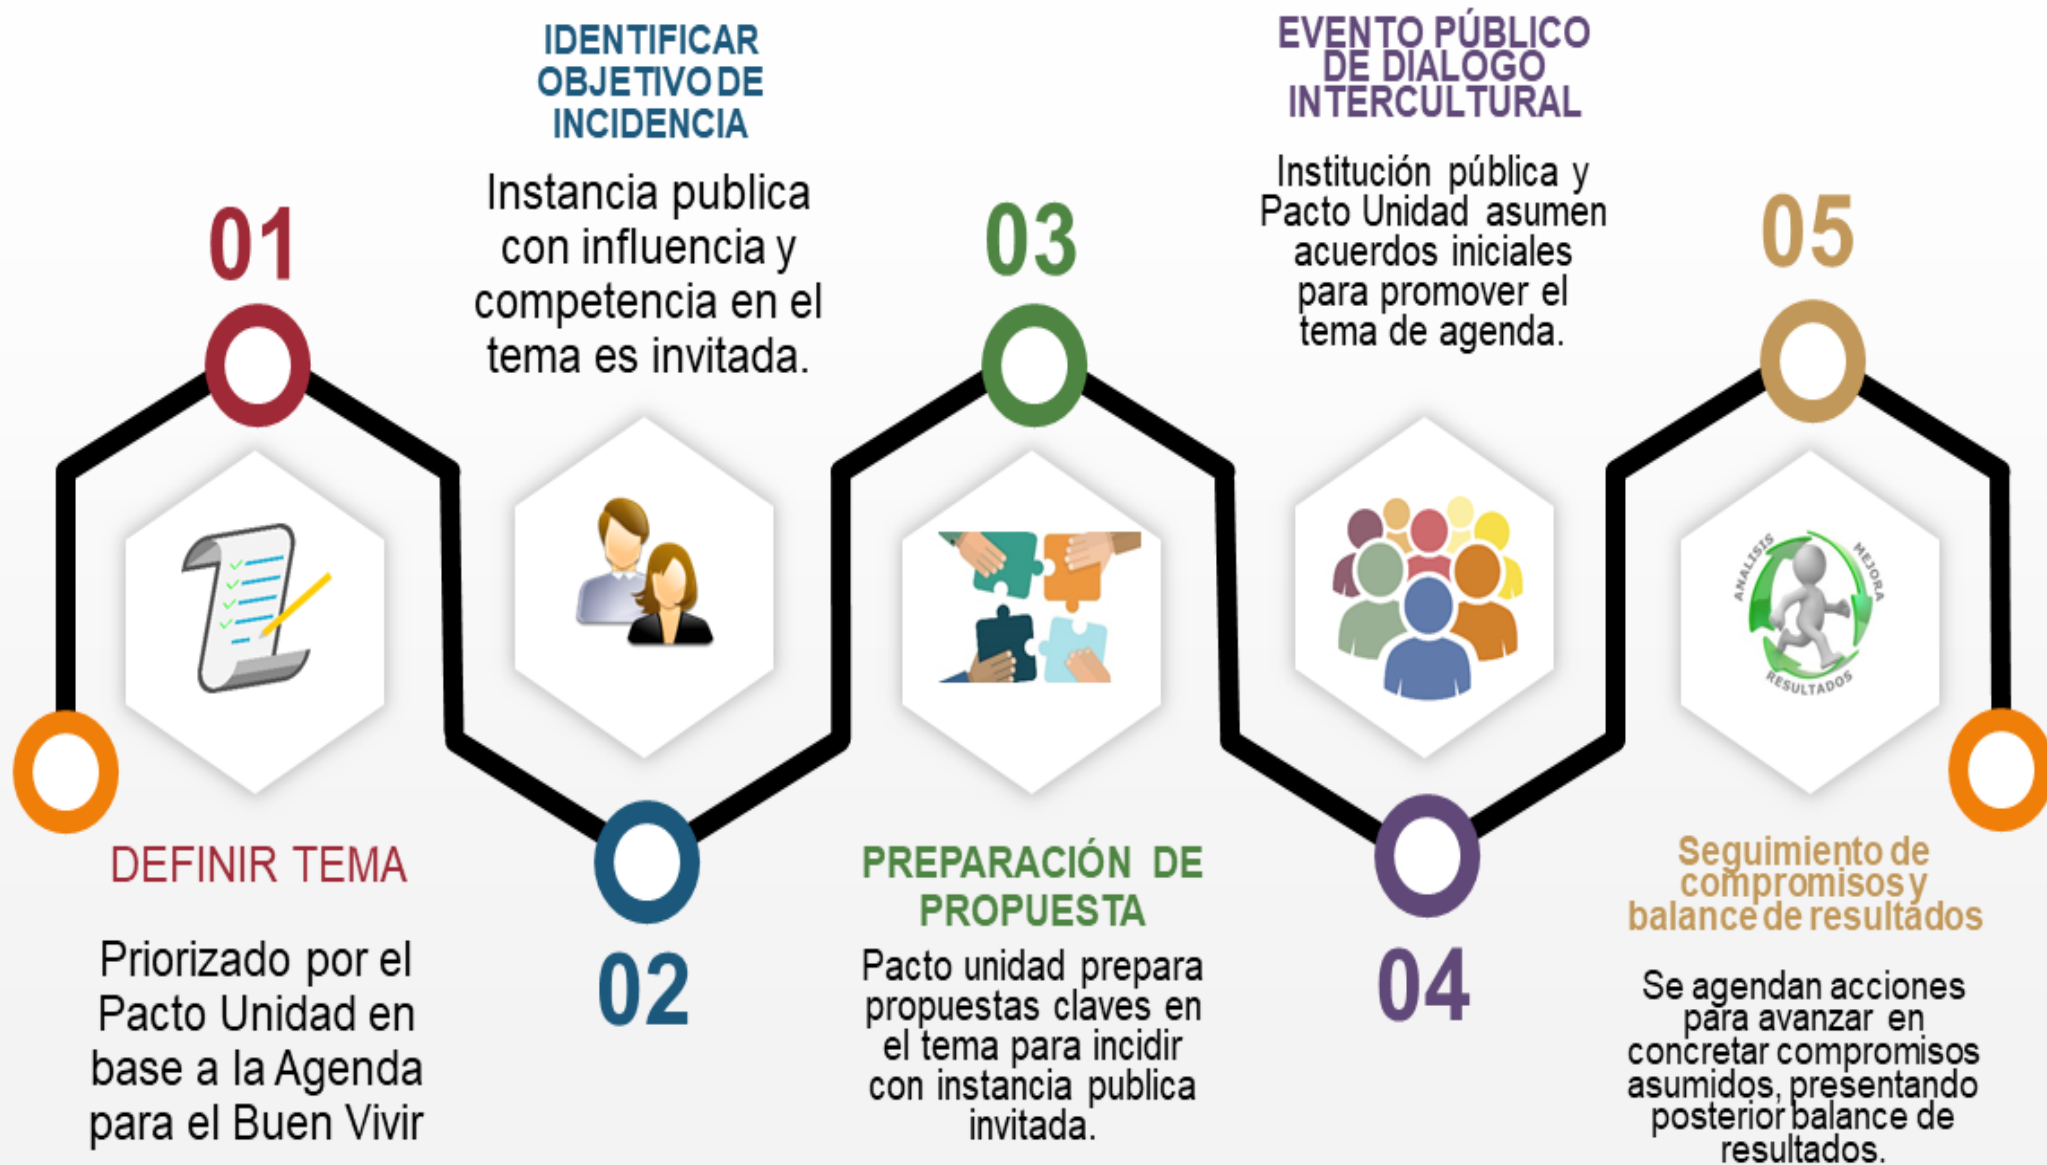 01
DEFINIR TEMA
Priorizado por el
Pacto Unidad en
base a la Agenda
para el Buen Vivir
IDENTIFICAR
OBJETIVO DE
INCIDENCIA
Instancia publica
con influencia y
competencia en el
tema es invitada.
02
03
PREPARACIÓN DE
PROPUESTA
Pacto unidad prepara
propuestas claves en
el tema para incidir
con instancia publica
invitada.
EVENTO PÚBLICO
DE DIALOGO
INTERCULTURAL
Institución pública y
Pacto Unidad asumen
acuerdos iniciales
para promover el
tema de agenda.
04
05
ANALISIS
MEJORA
RESULTADOS
Seguimiento de
compromisos y
balance de resultados
Se agendan acciones
para avanzar en
concretar compromisos
asumidos, presentando
posterior balance de
resultados.